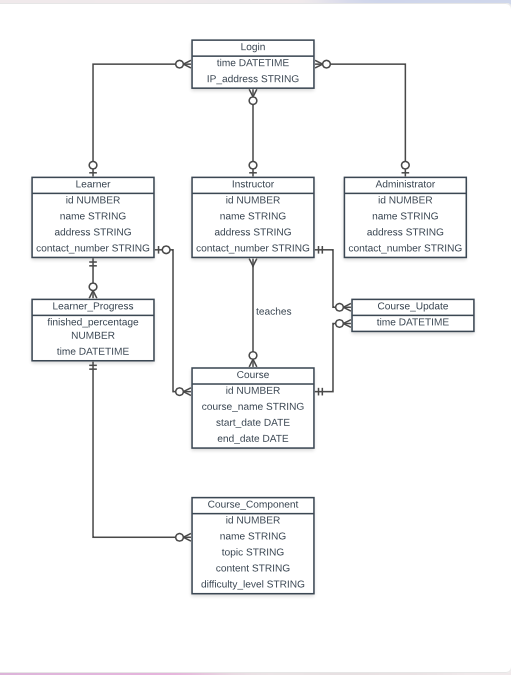 Login
time DATETIME
IP_address STRING
Learner
id NUMBER
name STRING
address STRING
contact_number STRING
Instructor
id NUMBER
name STRING
address STRING
contact_number STRING
Administrator
id NUMBER
name STRING
address STRING
contact_number STRING
Learner_Progress
finished_percentage
NUMBER
time DATETIME
teaches
Course_Update
time DATETIME
Course
id NUMBER
course_name STRING
start_date DATE
end_date DATE
Course_Component
id NUMBER
name STRING
topic STRING
content STRING
difficulty_level STRING